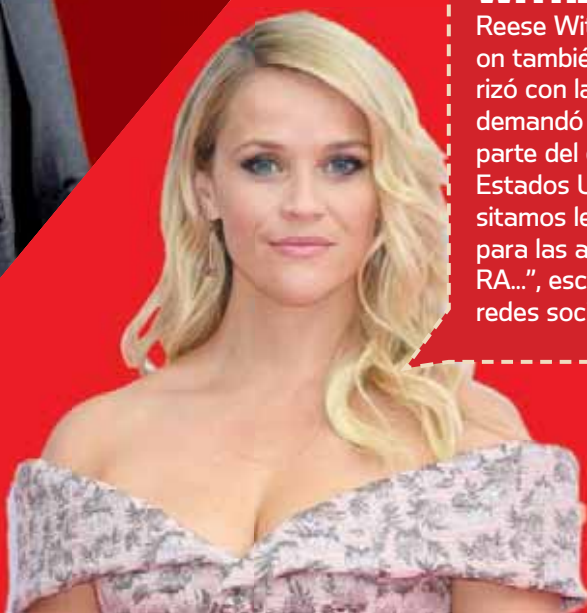 Reese Wit
on tambié
rizó con la
demandó
parte del
Estados U
sitamos le
para las a
RA...”, esc
redes soc